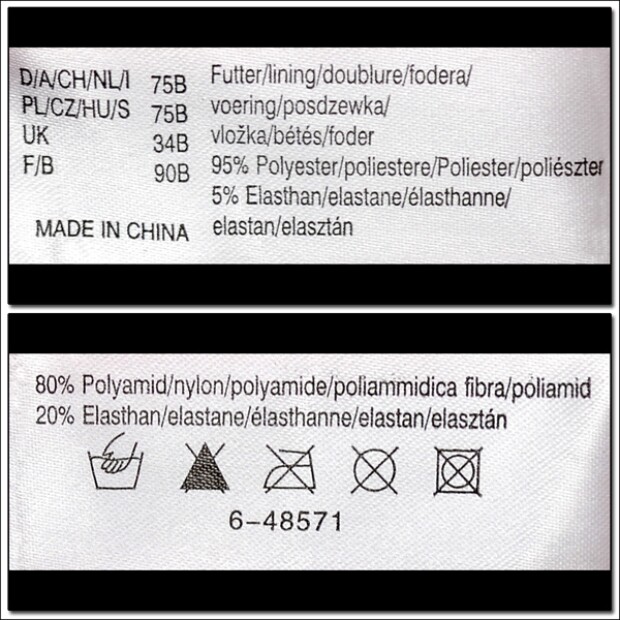 D/A/CH/NL/I 75B
PL/CZ/HU/S 75B
UK 34B
F/B 90B
MADE IN CHINA
Futter/lining/doublure/fodera/
voering/posdzewka/
vložka/bétés/foder
95% Polyester/poliestere/Poliester/poliészter
5% Elasthan/elastane/élasthanne/
elastan/elasztán
80% Polyamid/nylon/polyamide/poliammidica fibra/poliamid
20% Elasthan/elastane/élasthanne/elastan/elasztán
6-48571